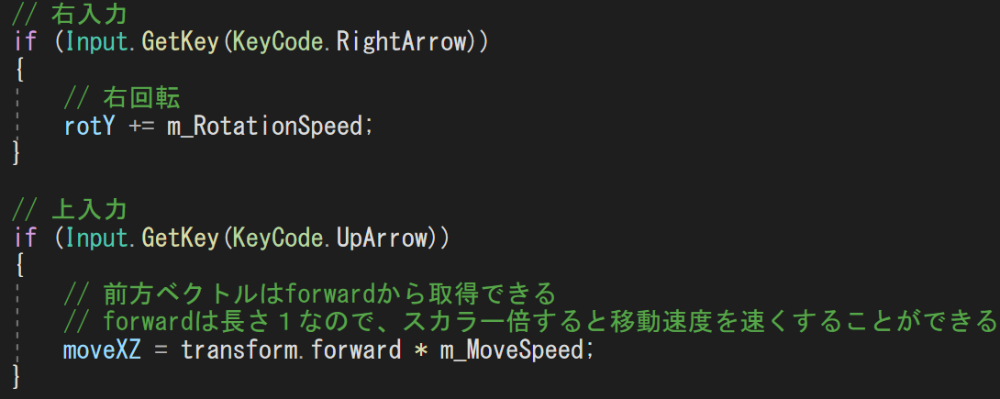 // 右入力
if (Input.GetKey(KeyCode.RightArrow))
{
// 右回転
rotY += m_RotationSpeed;
}
// 上入力
if (Input.GetKey(KeyCode.UpArrow))
{
// 前方ベクトルはforwardから取得できる
// forwardは長さ１なので、スカラー倍すると移動速度を速くすることができる
moveXZ = transform.forward * m_MoveSpeed;
}